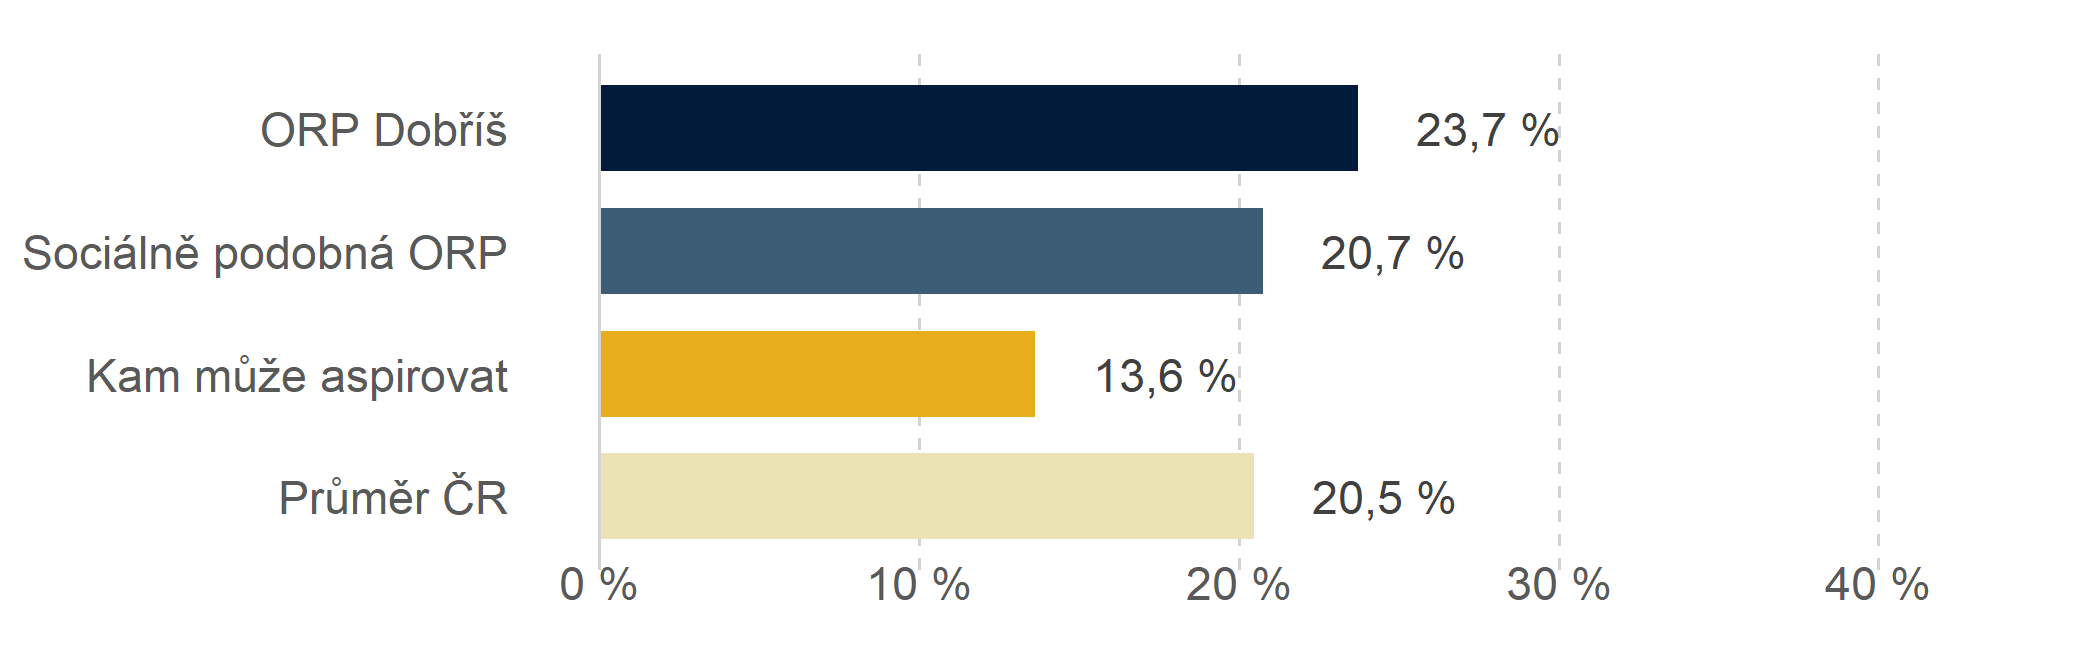 ORP Dobříš
23,7 %
Sociálně podobná ORP
20,7 %
Kam může aspirovat
13,6 %
Průměr ČR
20,5 %
0 %
10 %
20 %
30 %
40 %